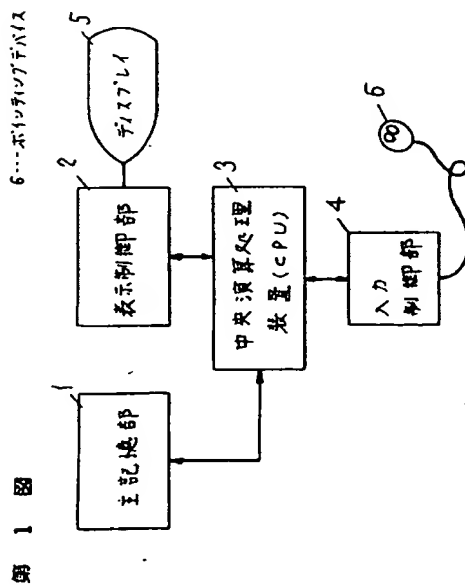 第 1 図
6…ポインティングデバイス
1
主記憶部
2
表示制御部
5
ディスプレイ
3
中央演算処理
装置(CPU)
4
入力
制御部
6